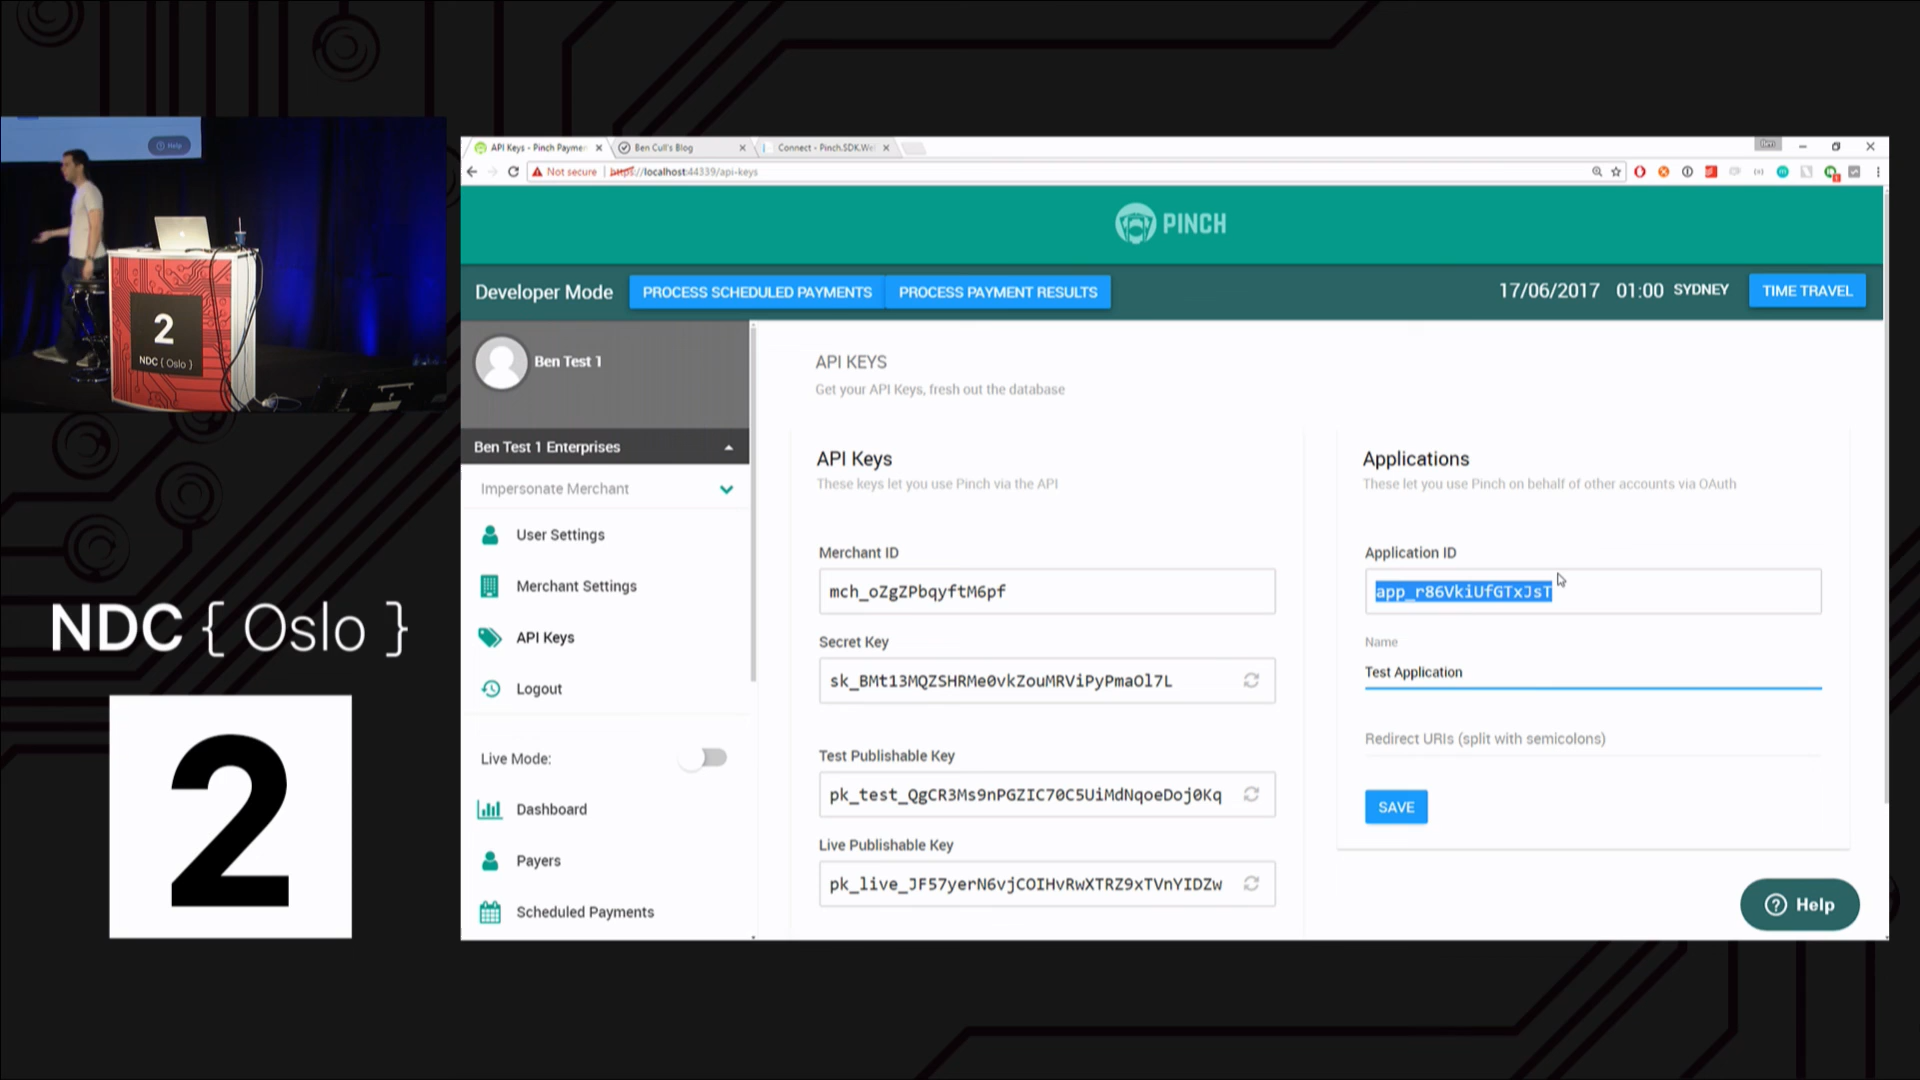 Help
2
NDC { Oslo }
NDC { Oslo }
2
API Keys - Pinch Payme
Ben Cull's Blog
Connect - Pinch.SDK.We
Ben
Not secure
https://localhost:44339/api-keys
PINCH
Developer Mode
PROCESS SCHEDULED PAYMENTS
PROCESS PAYMENT RESULTS
17/06/2017 01:00 SYDNEY
TIME TRAVEL
Ben Test 1
Ben Test 1 Enterprises
Impersonate Merchant
User Settings
Merchant Settings
API Keys
Logout
Live Mode:
Dashboard
Payers
Scheduled Payments
API KEYS
Get your API Keys, fresh out the database
API Keys
These keys let you use Pinch via the API
Merchant ID
mch_oZgZPbqyftM6pf
Secret Key
sk_BMt13MQZSHRMe0vkZouMRViPyPmaOl7L
Test Publishable Key
pk_test_QgCR3Ms9nPGZIC70C5UiMdNqoeDoj0Kq
Live Publishable Key
pk_live_JF57yerN6vjCOIHvRwXTRZ9xTVnYIDZw
Applications
These let you use Pinch on behalf of other accounts via OAuth
Application ID
app_r86VkiUfGTxJsT
Name
Test Application
Redirect URIs (split with semicolons)
SAVE
Help